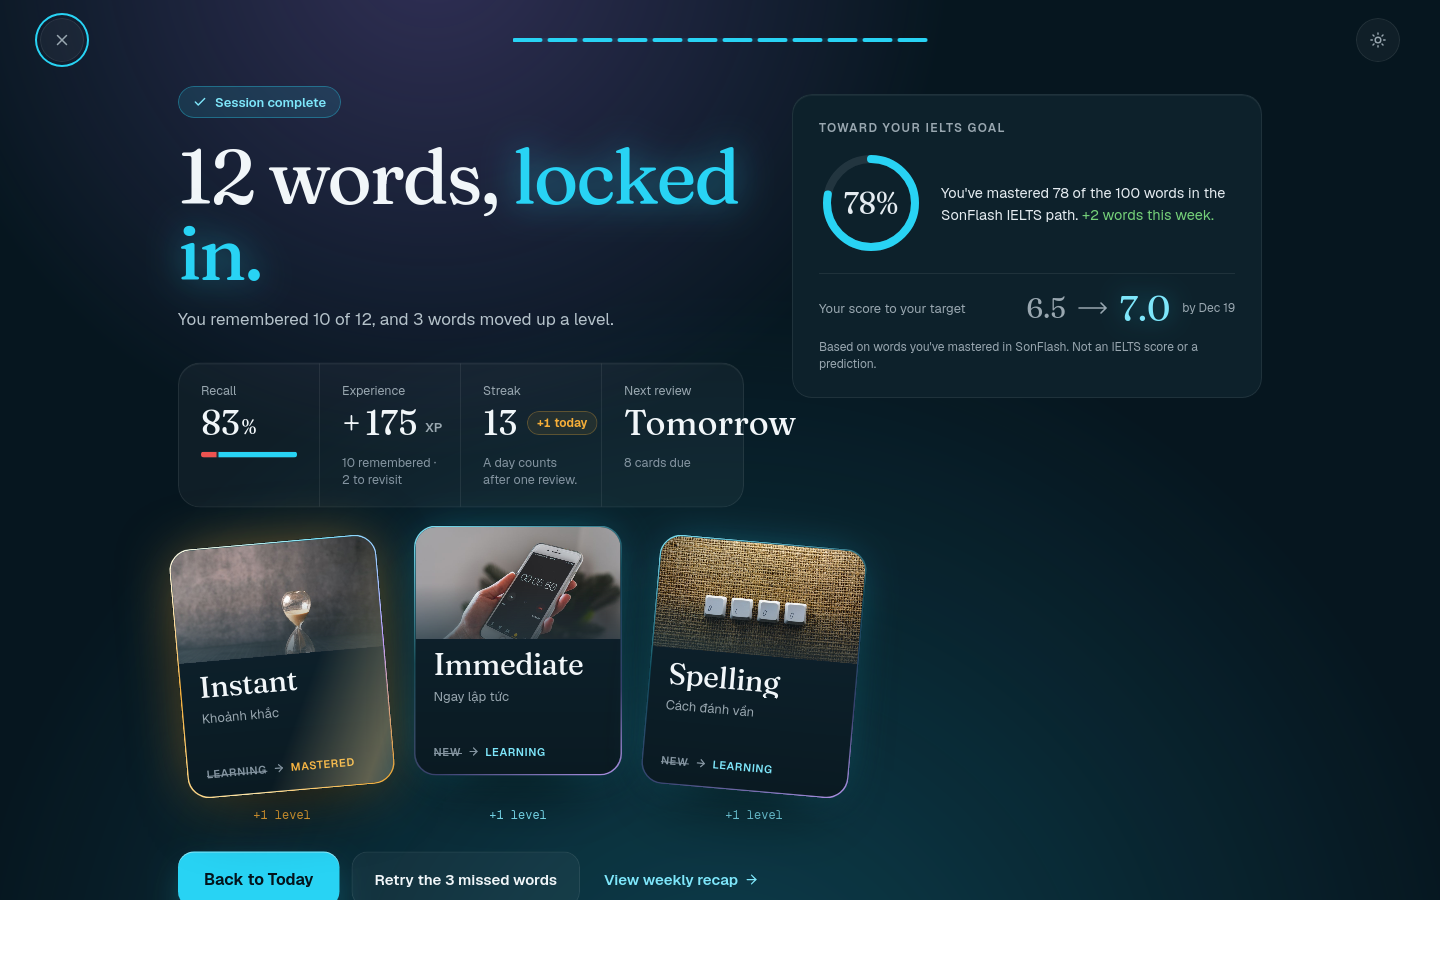 Session complete
12 words, locked
in.
You remembered 10 of 12, and 3 words moved up a level.
TOWARD YOUR IELTS GOAL
78%
You've mastered 78 of the 100 words in the
SonFlash IELTS path. +2 words this week.
Your score to your target
6.5 → 7.0 by Dec 19
Based on words you've mastered in SonFlash. Not an IELTS score or a
prediction.
Recall
83%
Experience
+175 XP
10 remembered ·
2 to revisit
Streak
13 +1 today
A day counts
after one review.
Next review
Tomorrow
8 cards due
Instant
Khoảnh khắc
LEARNING → MASTERED
+1 level
Immediate
Ngay lập tức
NEW → LEARNING
+1 level
Spelling
Cách đánh vần
NEW → LEARNING
+1 level
Back to Today
Retry the 3 missed words
View weekly recap →